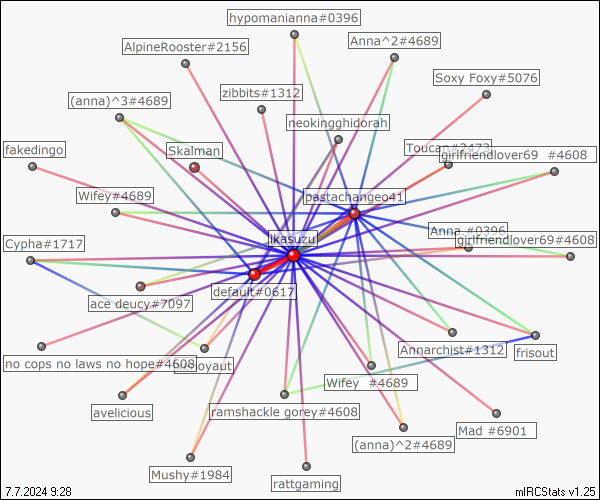 hypomanianna#0396
Anna^2#4689
AlpineRooster#2156
Soxy Foxy#5076
zibbits#1312
(anna)^3#4689
neokingghidorah
Toucan#2473
fakedingo
Skalman
girlfriendlover69 #4608
Wifey#4689
pastachangeo41
Anna #0396
Cypha#1717
ikasuzu
girlfriendlover69#4608
default#0617
ace deucy#7097
Annarchist#1312
frisout
no cops no laws no hope#4608
Wifey #4689
avelicious
ramshackle gorey#4608
Mad #6901
(anna)^2#4689
Mushy#1984
rattgaming
7.7.2024 9:28
mIRCStats v1.25